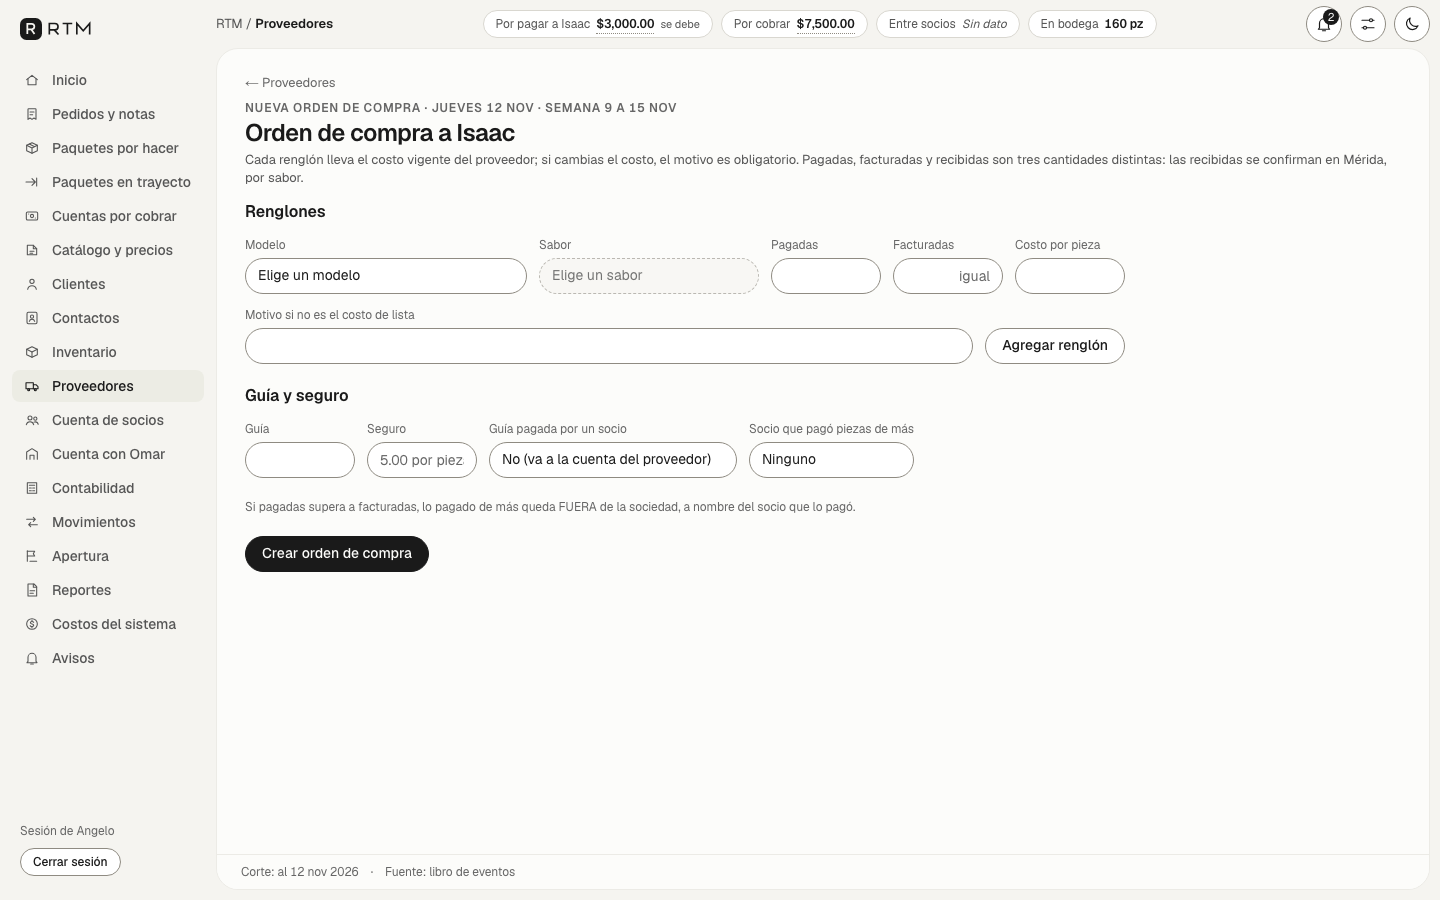 R RTM
RTM / Proveedores
Por pagar a Isaac $3,000.00 se debe
Por cobrar $7,500.00
Entre socios Sin dato
En bodega 160 pz
2
Inicio
Pedidos y notas
Paquetes por hacer
Paquetes en trayecto
Cuentas por cobrar
Catálogo y precios
Clientes
Contactos
Inventario
Proveedores
Cuenta de socios
Cuenta con Omar
Contabilidad
Movimientos
Apertura
Reportes
Costos del sistema
Avisos
Sesión de Angelo
Cerrar sesión
← Proveedores
NUEVA ORDEN DE COMPRA · JUEVES 12 NOV · SEMANA 9 A 15 NOV
Orden de compra a Isaac
Cada renglón lleva el costo vigente del proveedor; si cambias el costo, el motivo es obligatorio. Pagadas, facturadas y recibidas son tres cantidades distintas: las recibidas se confirman en Mérida,
por sabor.
Renglones
Modelo Sabor Pagadas Facturadas Costo por pieza
Elige un modelo Elige un sabor igual
Motivo si no es el costo de lista
Agregar renglón
Guía y seguro
Guía Seguro Guía pagada por un socio Socio que pagó piezas de más
5.00 por piez No (va a la cuenta del proveedor) Ninguno
Si pagadas supera a facturadas, lo pagado de más queda FUERA de la sociedad, a nombre del socio que lo pagó.
Crear orden de compra
Corte: al 12 nov 2026 · Fuente: libro de eventos